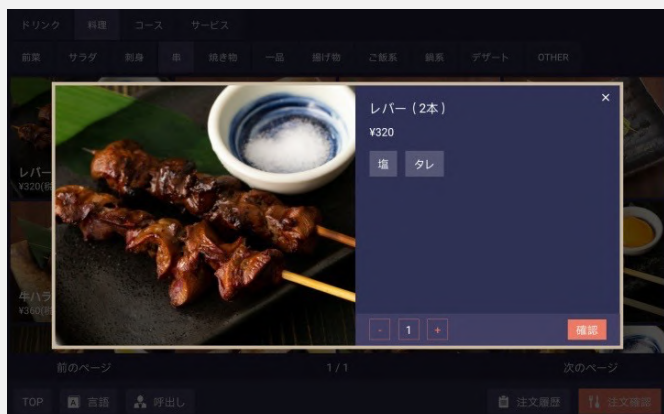 ドリンク 料理 コース サービス
前菜 サラダ 刺身 串 焼き物 一品 揚げ物 ご飯系 鍋系 デザート OTHER
レバー (2本)
×
¥320
塩 タレ
レバー
¥320(税
牛ハラ
¥360(税
- 1 +
確認
前のページ 1/1 次のページ
TOP A 言語 呼出し 注文履歴 注文確認